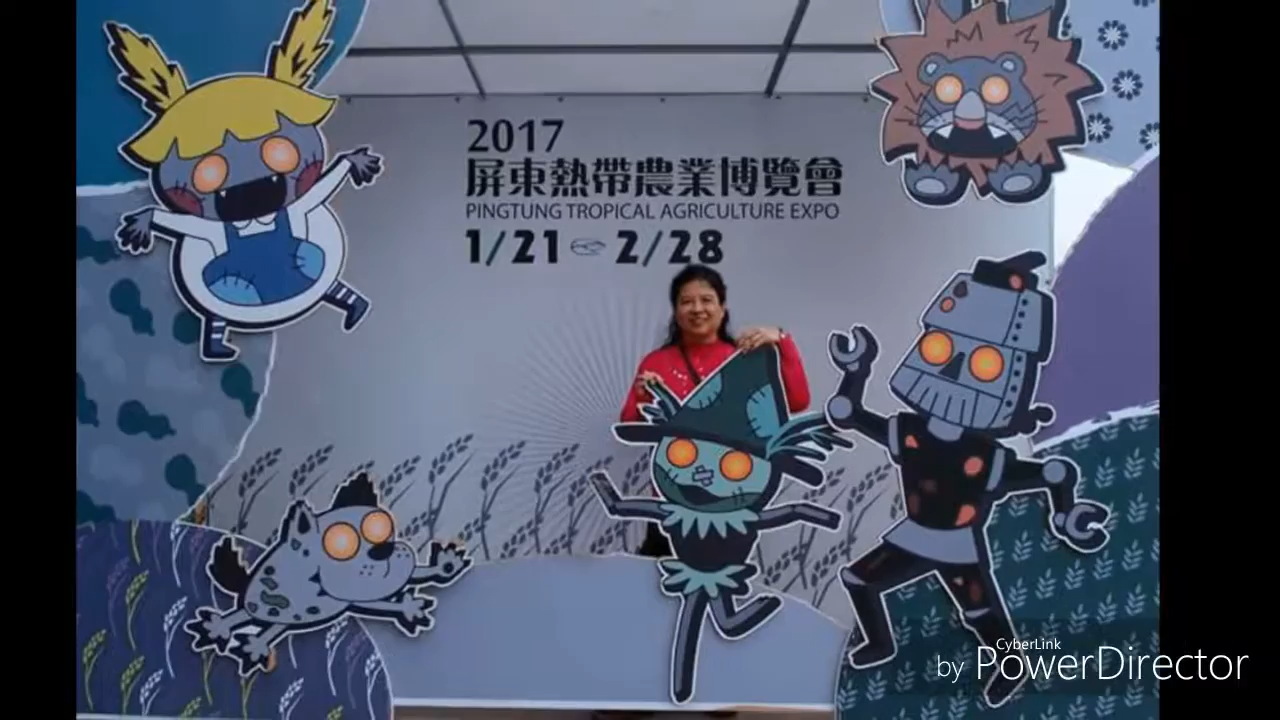 2017
屏東熱帶農業博覽會
PINGTUNG TROPICAL AGRICULTURE EXPO
1/21 2/28
CyberLink
by PowerDirector